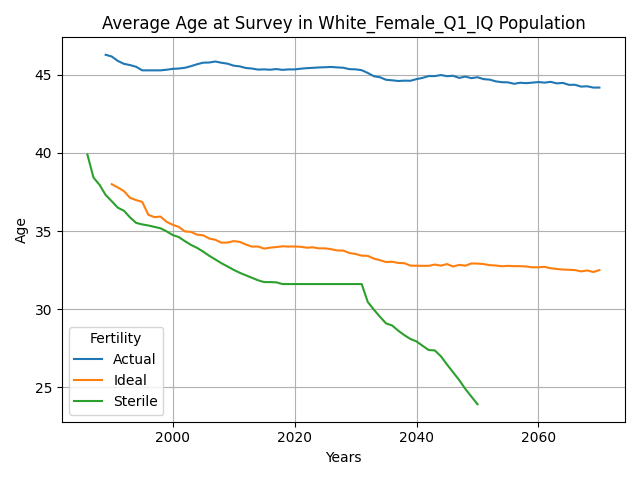 Average Age at Survey in White_Female_Q1_IQ Population
45
40
35
30
25
Age
Fertility
Actual
Ideal
Sterile
2000 2020 2040 2060
Years